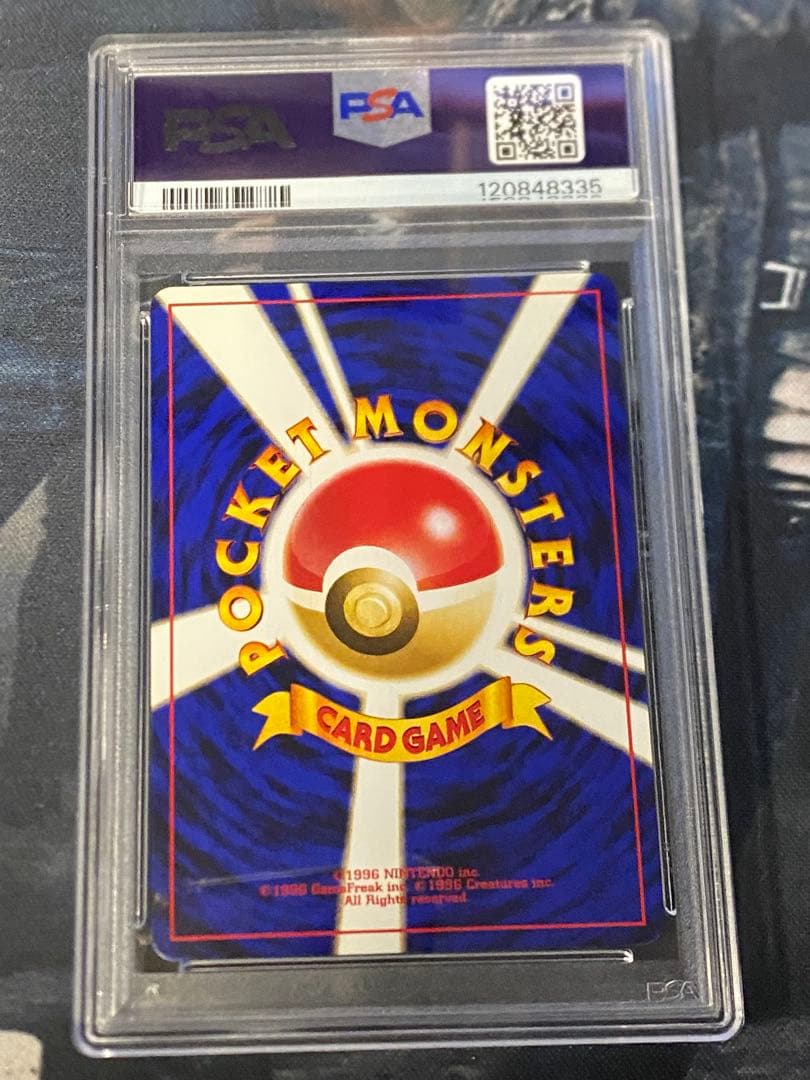 PSA
PSA
120848335
POCKET MONSTERS
CARD GAME
©1996 NINTENDO inc.
©1996 GameFreak inc. ©1996 Creatures inc.
All Rights reserved
PSA